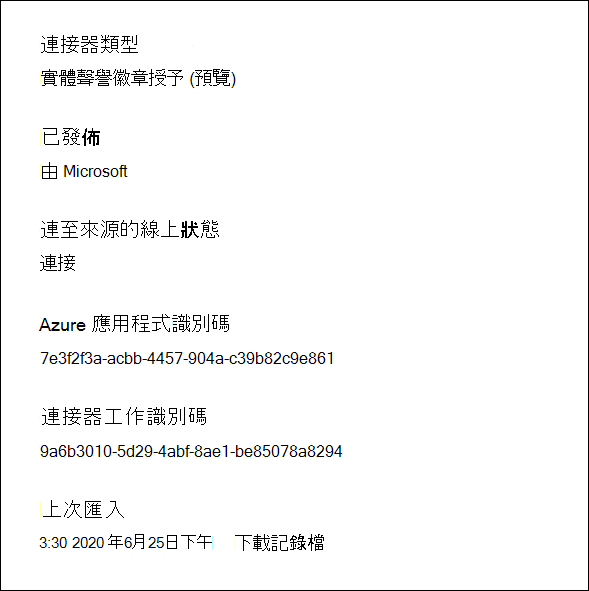 連接器類型
實體聲譽徽章授予 (預覽)
已發佈
由 Microsoft
連至來源的線上狀態
連接
Azure 應用程式識別碼
7e3f2f3a-acbb-4457-904a-c39b82c9e861
連接器工作識別碼
9a6b3010-5d29-4abf-8ae1-be85078a8294
上次匯入
3:30 2020 年6月25日下午 下載記錄檔